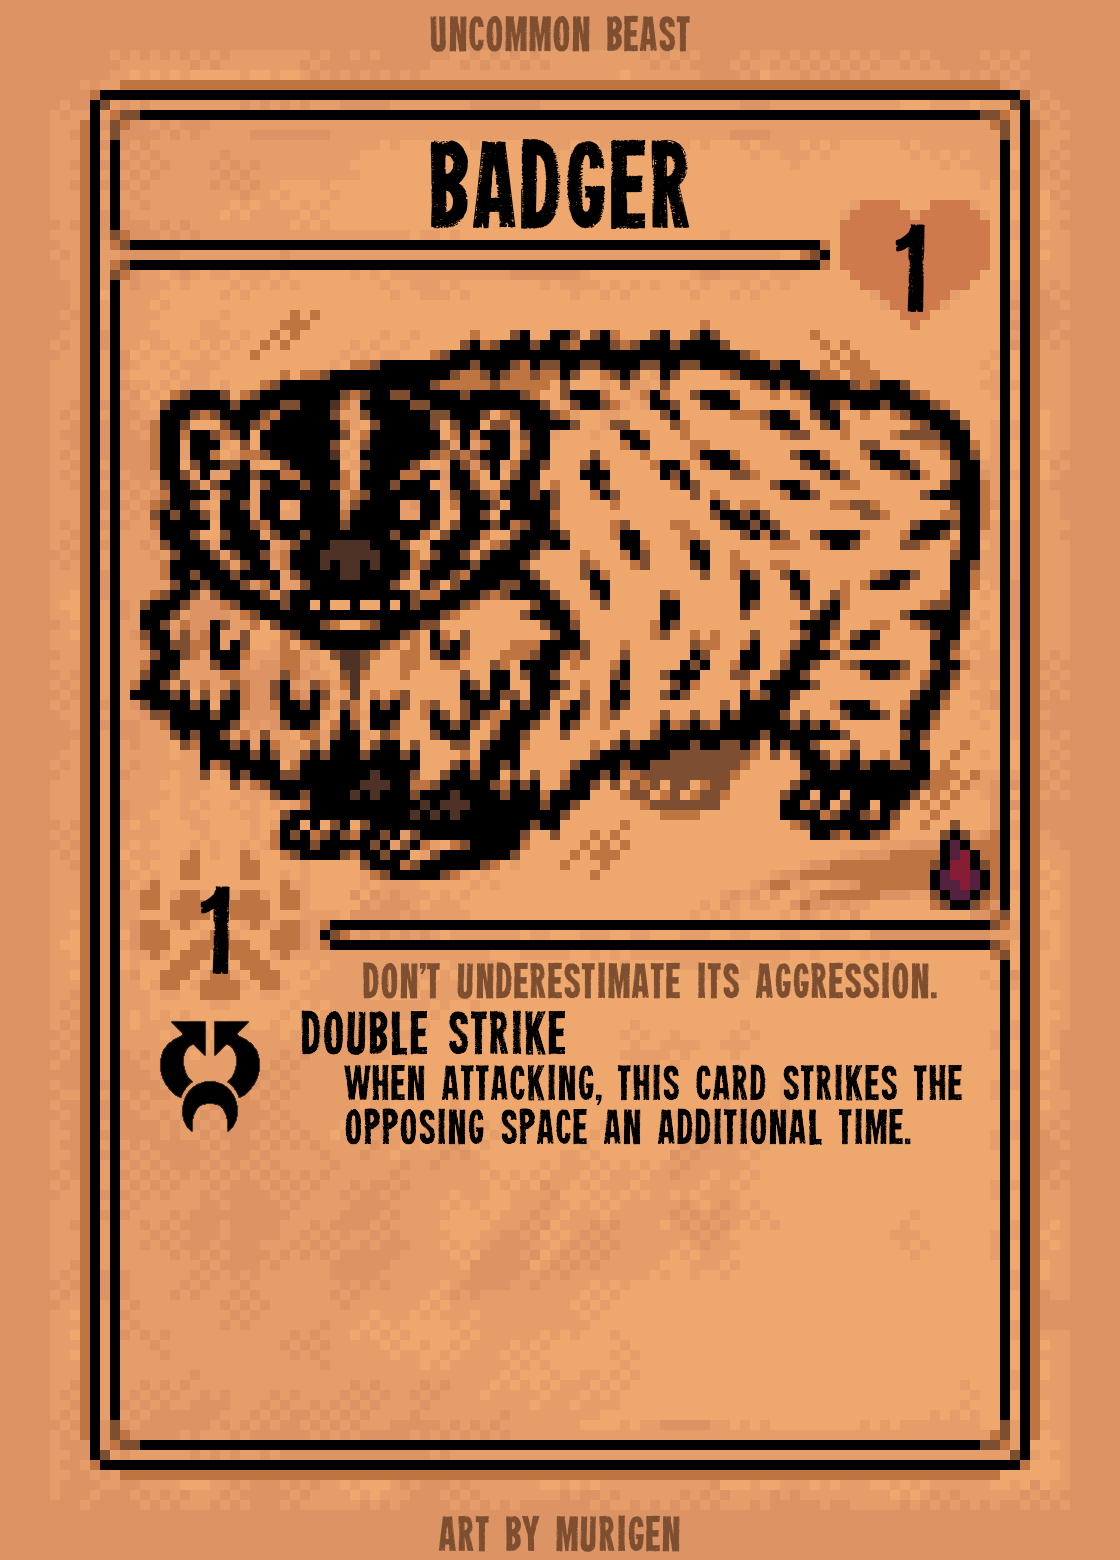 UNCOMMON BEAST
BADGER
1
1
DON'T UNDERESTIMATE ITS AGGRESSION.
DOUBLE STRIKE
WHEN ATTACKING, THIS CARD STRIKES THE
OPPOSING SPACE AN ADDITIONAL TIME.
ART BY MURIGEN